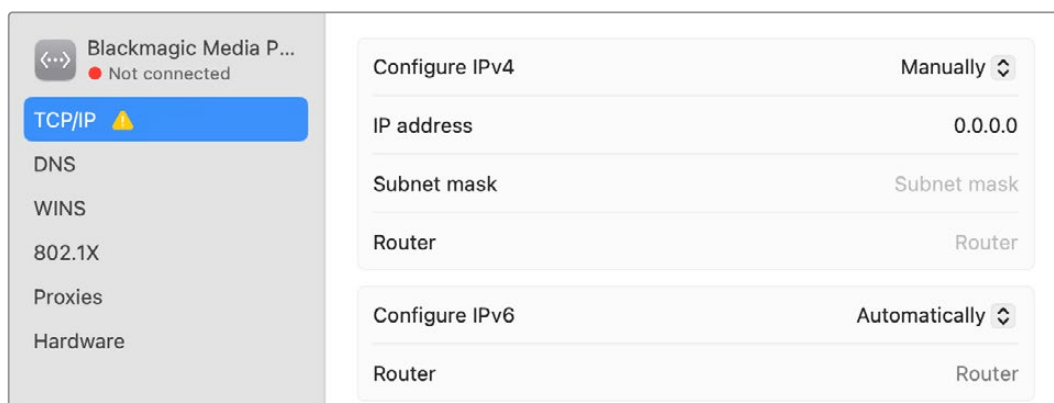 Blackmagic Media P...
Not connected
TCP/IP
DNS
WINS
802.1X
Proxies
Hardware
Configure IPv4 Manually
IP address 0.0.0.0
Subnet mask Subnet mask
Router Router
Configure IPv6 Automatically
Router Router